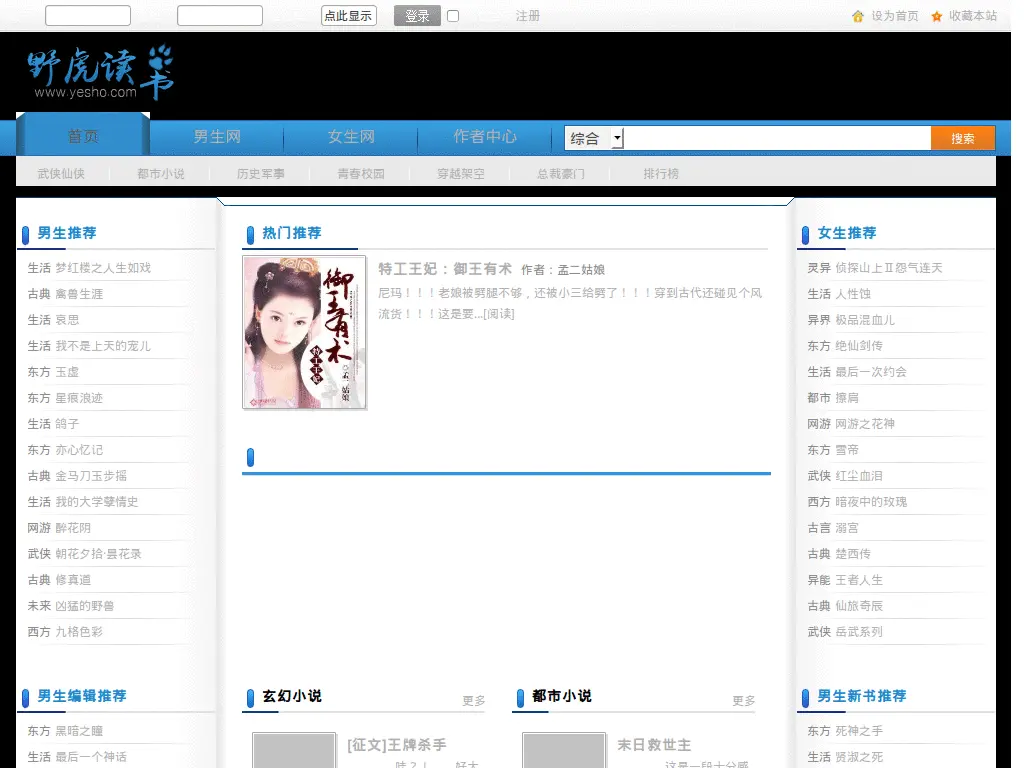 点此显示 登录 注册 设为首页 收藏本站
野虎读书
www.yesho.com
首页 男生网 女生网 作者中心 综合 搜索
武侠仙侠 都市小说 历史军事 青春校园 穿越架空 总裁豪门 排行榜
男生推荐
生活 梦红楼之人生如戏
古典 禽兽生涯
生活 哀思
生活 我不是上天的宠儿
东方 玉虚
东方 星痕浪迹
生活 鸽子
东方 亦心忆记
古典 金马刀玉步摇
生活 我的大学孽情史
网游 醉花阴
武侠 朝花夕拾·昙花录
古典 修真道
未来 凶猛的野兽
西方 九格色彩
男生编辑推荐
东方 黑暗之瞳
生活 最后一个神话
热门推荐
御王有术
特工王妃
孟二姑娘
特工王妃：御王有术 作者：孟二姑娘
尼玛！！！老娘被劈腿不够，还被小三给劈了！！！穿到古代还碰见个风
流货！！！这是要...[阅读]
玄幻小说 更多
[征文]王牌杀手
哇？！ 好大
都市小说 更多
末日救世主
这是一段十分感
女生推荐
灵异 侦探山上Ⅱ怨气连天
生活 人性蚀
异界 极品混血儿
东方 绝仙剑传
生活 最后一次约会
都市 擦肩
网游 网游之花神
东方 雪帝
武侠 红尘血泪
西方 暗夜中的玫瑰
古言 溺宫
古典 楚西传
异能 王者人生
古典 仙旅奇辰
武侠 岳武系列
男生新书推荐
东方 死神之手
生活 贤淑之死